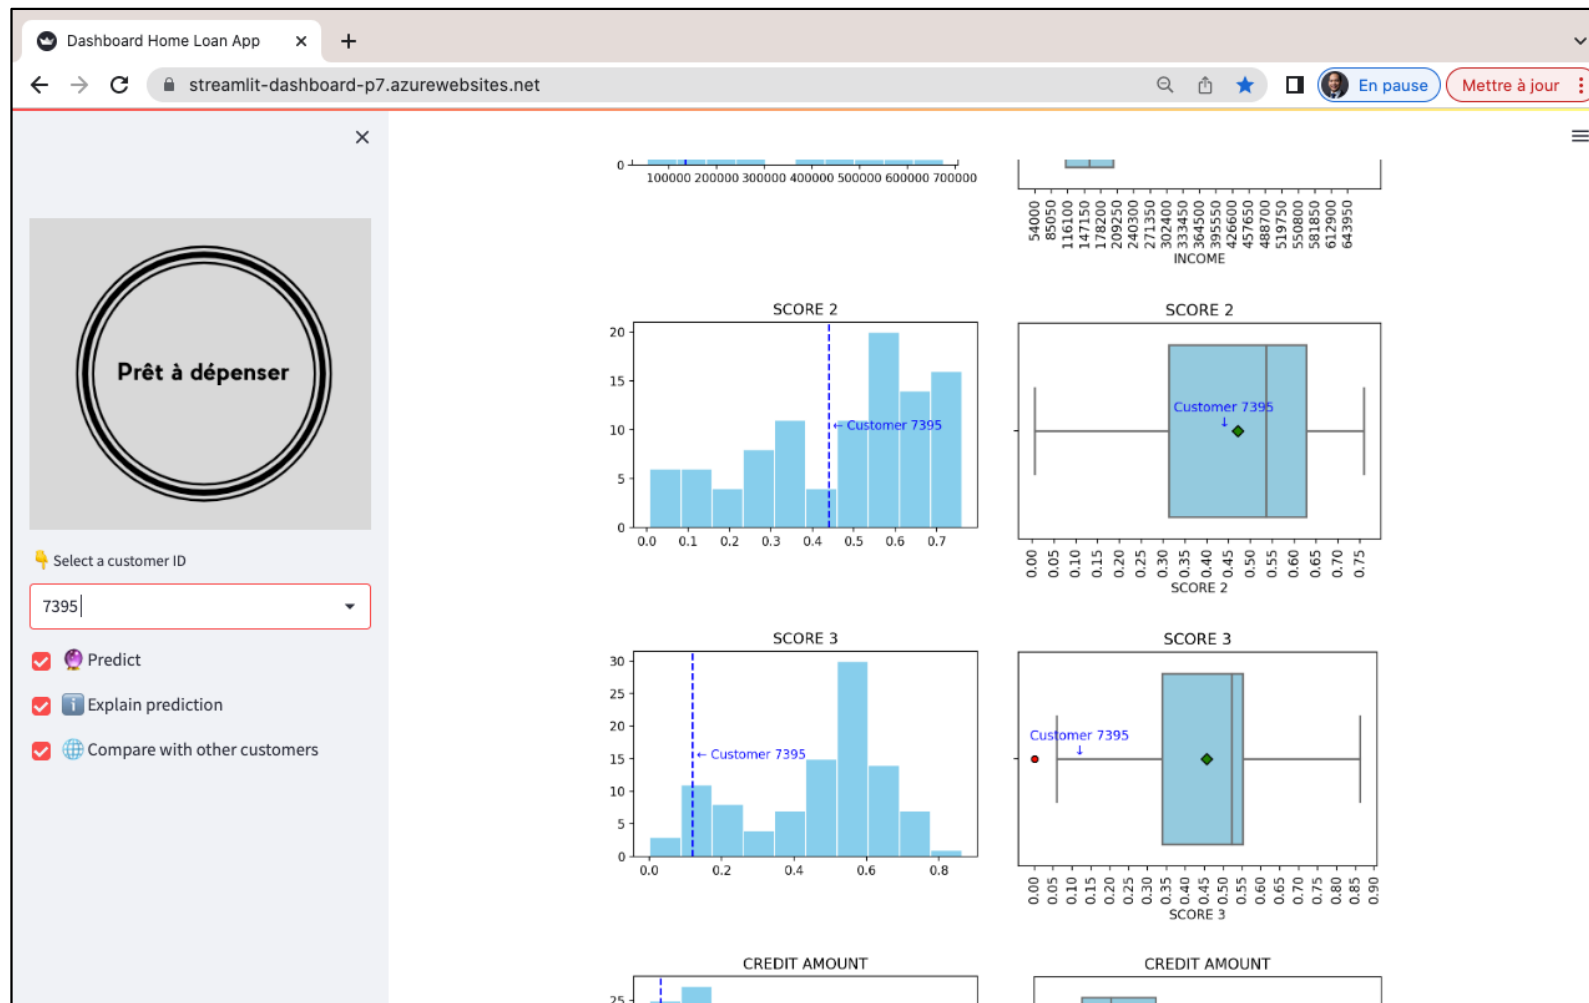 Dashboard Home Loan App
streamlit-dashboard-p7.azurewebsites.net
En pause
Mettre à jour
Prêt à dépenser
Select a customer ID
7395
Predict
Explain prediction
Compare with other customers
0
100000 200000 300000 400000 500000 600000 700000
54000
85050
116100
147150
178200
209250
240300
271350
302400
333450
364500
395550
426600
457650
488700
519750
550800
581850
612900
643950
INCOME
SCORE 2
20
15
10
5
0
← Customer 7395
0.0 0.1 0.2 0.3 0.4 0.5 0.6 0.7
SCORE 2
Customer 7395
↓
0.00
0.05
0.10
0.15
0.20
0.25
0.30
0.35
0.40
0.45
0.50
0.55
0.60
0.65
0.70
0.75
SCORE 2
SCORE 3
30
25
20
15
10
5
0
← Customer 7395
0.0 0.2 0.4 0.6 0.8
SCORE 3
Customer 7395
↓
0.00
0.05
0.10
0.15
0.20
0.25
0.30
0.35
0.40
0.45
0.50
0.55
0.60
0.65
0.70
0.75
0.80
0.85
0.90
SCORE 3
CREDIT AMOUNT
25
CREDIT AMOUNT